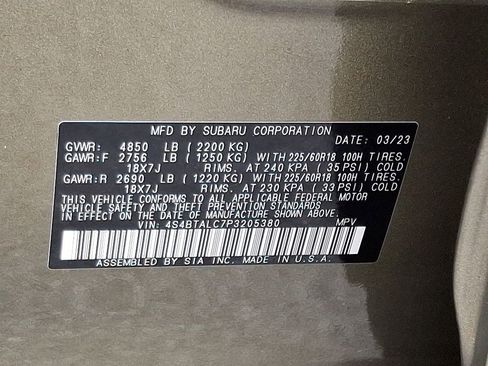 MFD BY SUBARU CORPORATION
GVWR: 4850 LB ( 2200 KG) DATE: 03/23
GAWR:F 2756 LB ( 1250 KG) WITH 225/60R18 100H TIRES.
18X7J RIMS. AT 240 KPA ( 35 PSI) COLD
GAWR:R 2690 LB ( 1220 KG) WITH 225/60R18 100H TIRES.
18X7J RIMS. AT 230 KPA ( 33 PSI) COLD
THIS VEHICLE CONFORMS TO ALL APPLICABLE FEDERAL MOTOR
VEHICLE SAFETY AND THEFT PREVENTION STANDARDS
IN EFFECT ON THE DATE OF MANUFACTURE SHOWN ABOVE.
VIN: 4S4BTALC7P3205380 MPV
ASSEMBLED BY SIA INC. MADE IN U.S.A.